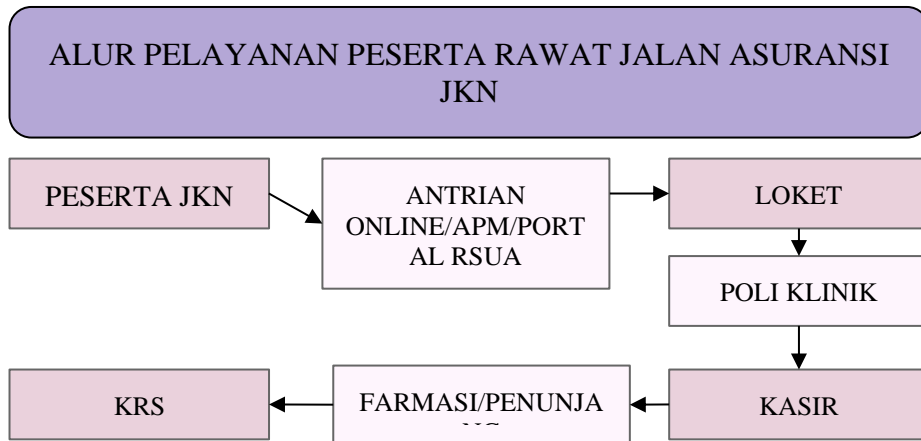 ALUR PELAYANAN PESERTA RAWAT JALAN ASURANSI
JKN
PESERTA JKN
ANTRIAN
ONLINE/APM/PORT
AL RSUA
LOKET
POLI KLINIK
KASIR
FARMASI/PENUNJA
NG
KRS